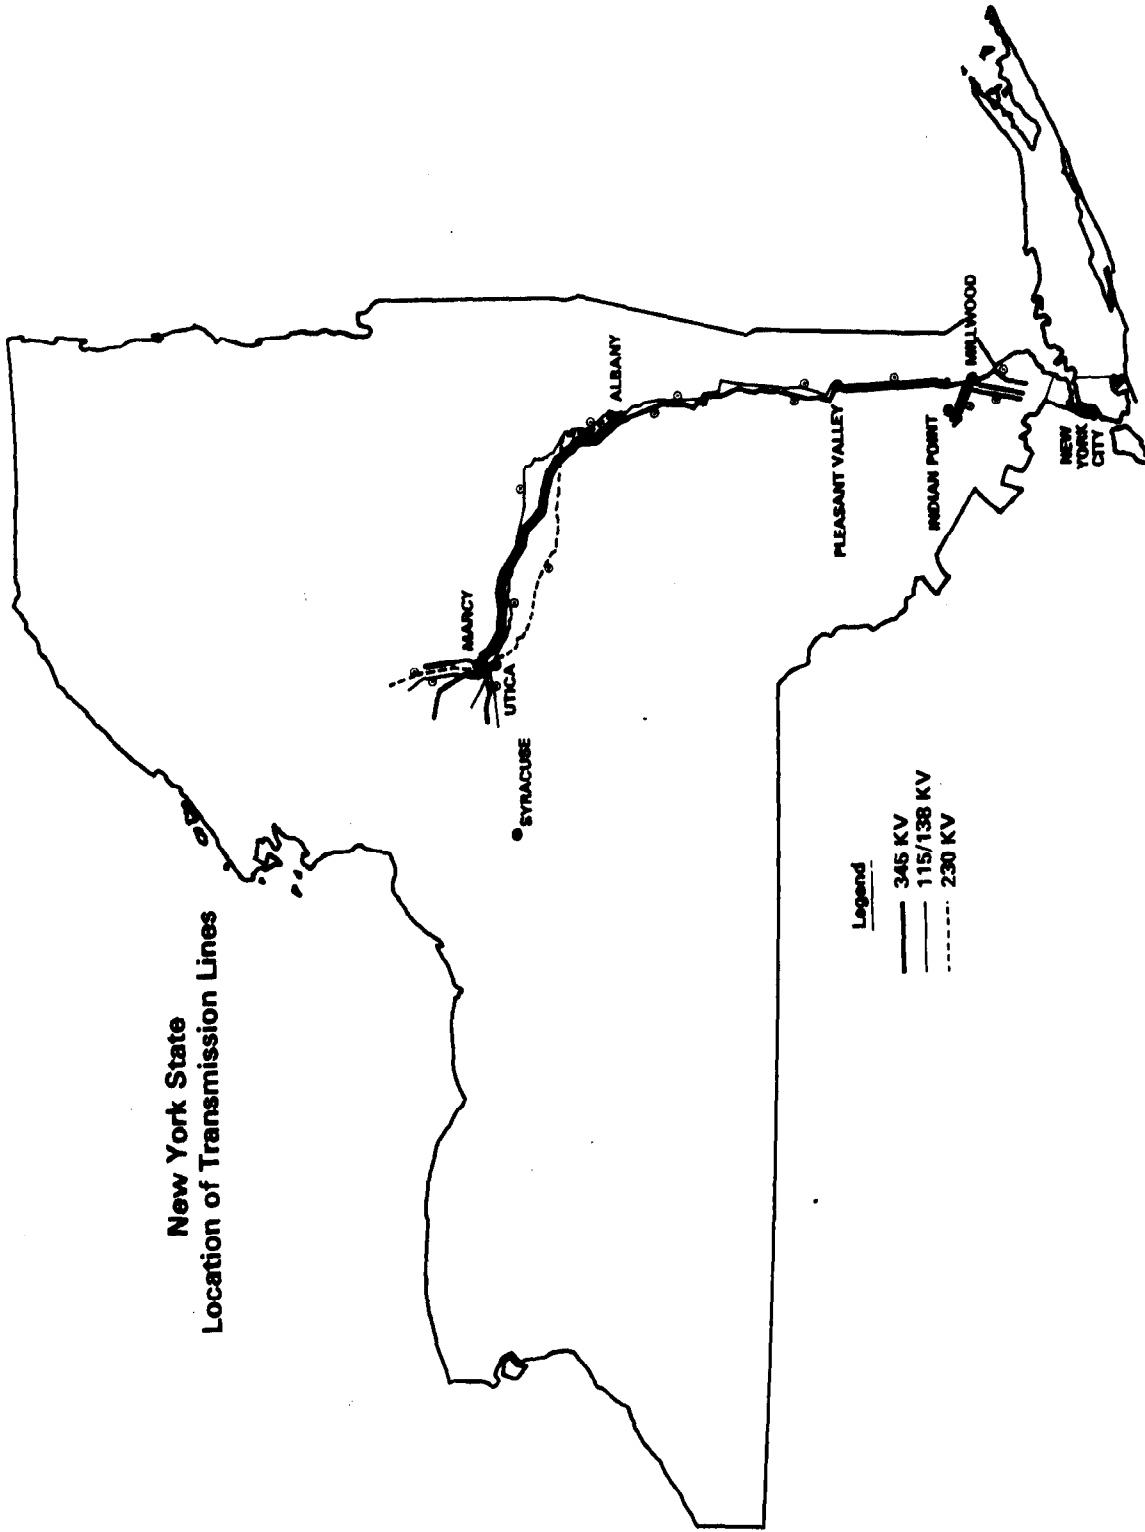 New York State
Location of Transmission Lines
MARCY
UTICA
SYRACUSE
ALBANY
PLEASANT VALLEY
INDIAN POINT
MILLWOOD
NEW
YORK
CITY
Legend
345 KV
115/138 KV
230 KV